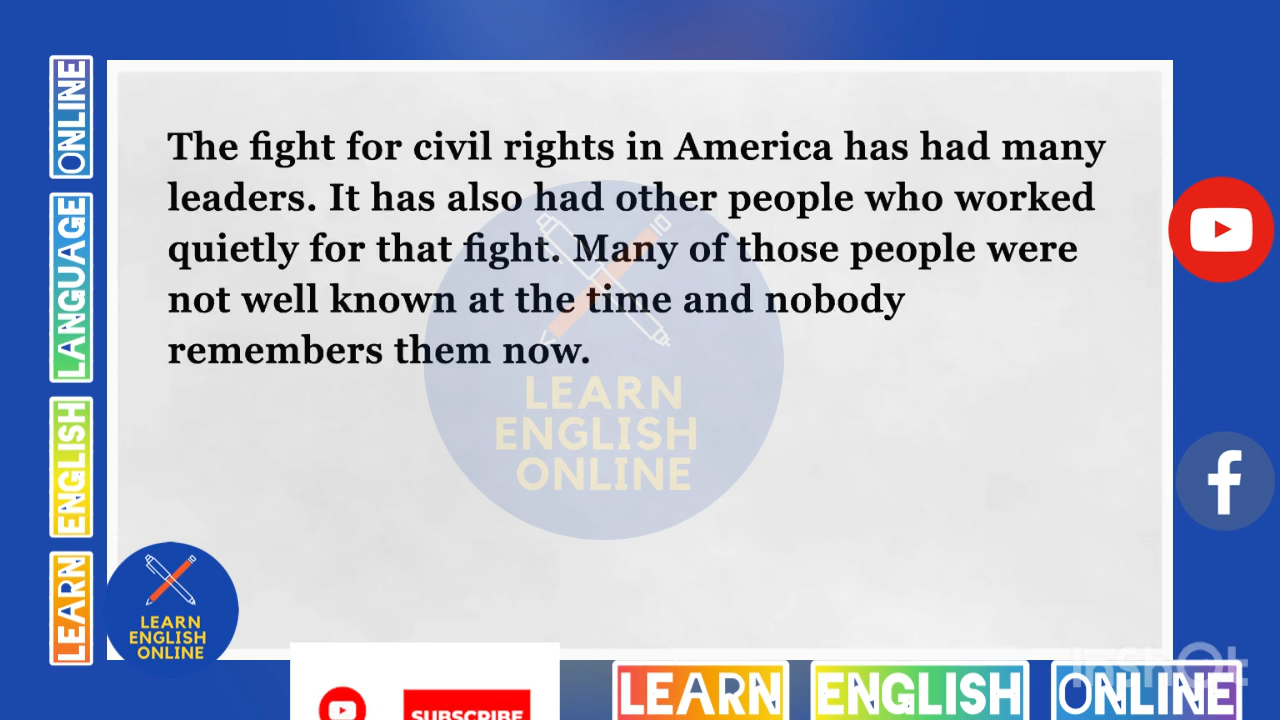 The fight for civil rights in America has had many
leaders. It has also had other people who worked
quietly for that fight. Many of those people were
not well known at the time and nobody
remembers them now.
LEARN
ENGLISH
ONLINE
LEARN ENGLISH LANGUAGE ONLINE
LEARN
ENGLISH
ONLINE
SUBSCRIBE
LEARN ENGLISH ONLINE
InShOt